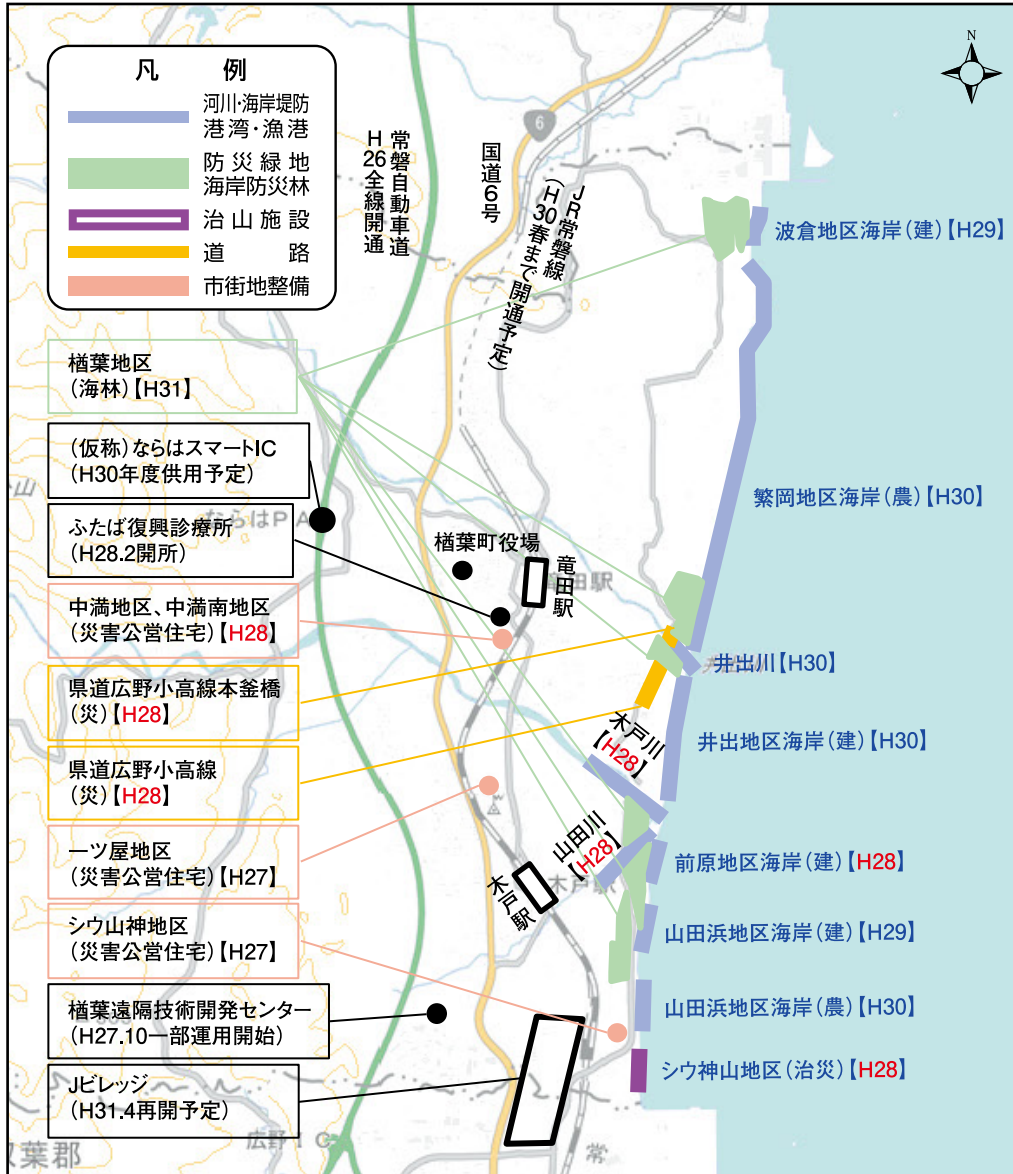 凡 例
河川・海岸堤防
港湾・漁港
防災緑地
海岸防災林
治山施設
道路
市街地整備
常磐自動車道
H26全線開通
国道6号
6
JR常磐線
(H30春まで開通予定)
N
波倉地区海岸(建)【H29】
楢葉地区
(海林)【H31】
(仮称)ならはスマートIC
(H30年度供用予定)
ならはPA
繁岡地区海岸(農)【H30】
ふたば復興診療所
(H28.2開所)
楢葉町役場
竜田駅
竜田駅
中満地区、中満南地区
(災害公営住宅)【H28】
井出川【H30】
県道広野小高線本釜橋
(災)【H28】
木戸川
【H28】
井出地区海岸(建)【H30】
県道広野小高線
(災)【H28】
山田川
【H28】
一ツ屋地区
(災害公営住宅)【H27】
木戸駅
木戸駅
前原地区海岸(建)【H28】
シウ山神地区
(災害公営住宅)【H27】
山田浜地区海岸(建)【H29】
楢葉遠隔技術開発センター
(H27.10一部運用開始)
山田浜地区海岸(農)【H30】
Jビレッジ
(H31.4再開予定)
シウ神山地区(治災)【H28】
広野IC
常
双葉郡